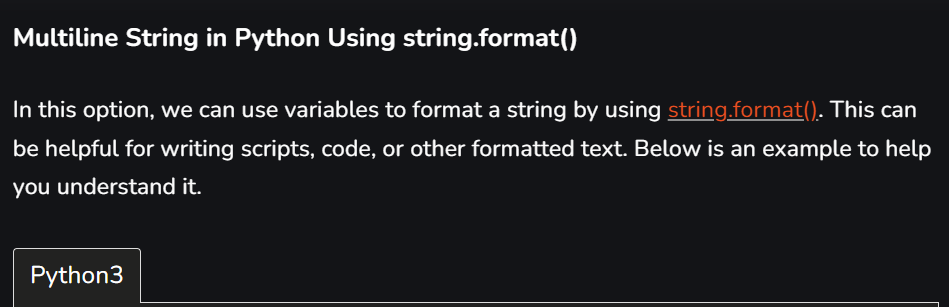 Multiline String in Python Using string.format()
In this option, we can use variables to format a string by using string.format(). This can
be helpful for writing scripts, code, or other formatted text. Below is an example to help
you understand it.
Python3